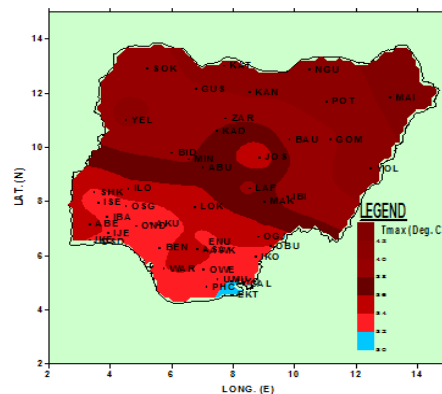 14
12
10
8
6
4
2
LAT. (N)
SOK
KAT
NGU
GUS
KAN
MAI
POT
YEL
ZAR
KAD
BAU
GOM
BID
MIN
JOS
ABU
YOL
SHK
ILO
LAF
IBI
ISE
OSG
LOK
MAK
IBA
ABE
OND
AKU
IJE
ENU
OG
OBU
BEN
IKO
WAR
OWE
UMU
PHC
CAL
EKT
LEGEND
Tmax(Deg.C)
2
4
6
8
10
12
14
LONG. (E)